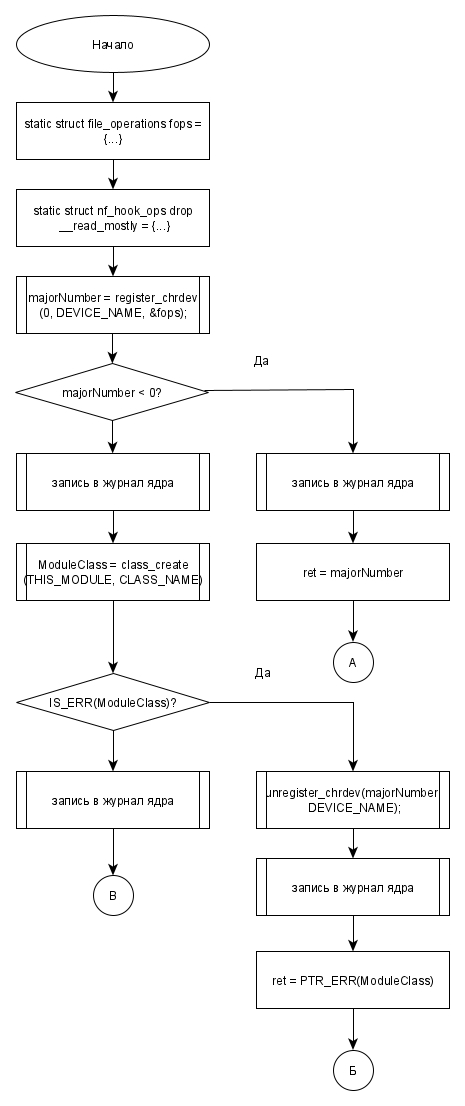 Начало
static struct file_operations fops =
{...}
static struct nf_hook_ops drop
__read_mostly = {...}
majorNumber = register_chrdev
(0, DEVICE_NAME, &fops);
Да
majorNumber < 0?
запись в журнал ядра
запись в журнал ядра
ModuleClass = class_create
(THIS_MODULE, CLASS_NAME)
ret = majorNumber
А
Да
IS_ERR(ModuleClass)?
запись в журнал ядра
unregister_chrdev(majorNumber
DEVICE_NAME);
В
запись в журнал ядра
ret = PTR_ERR(ModuleClass)
Б